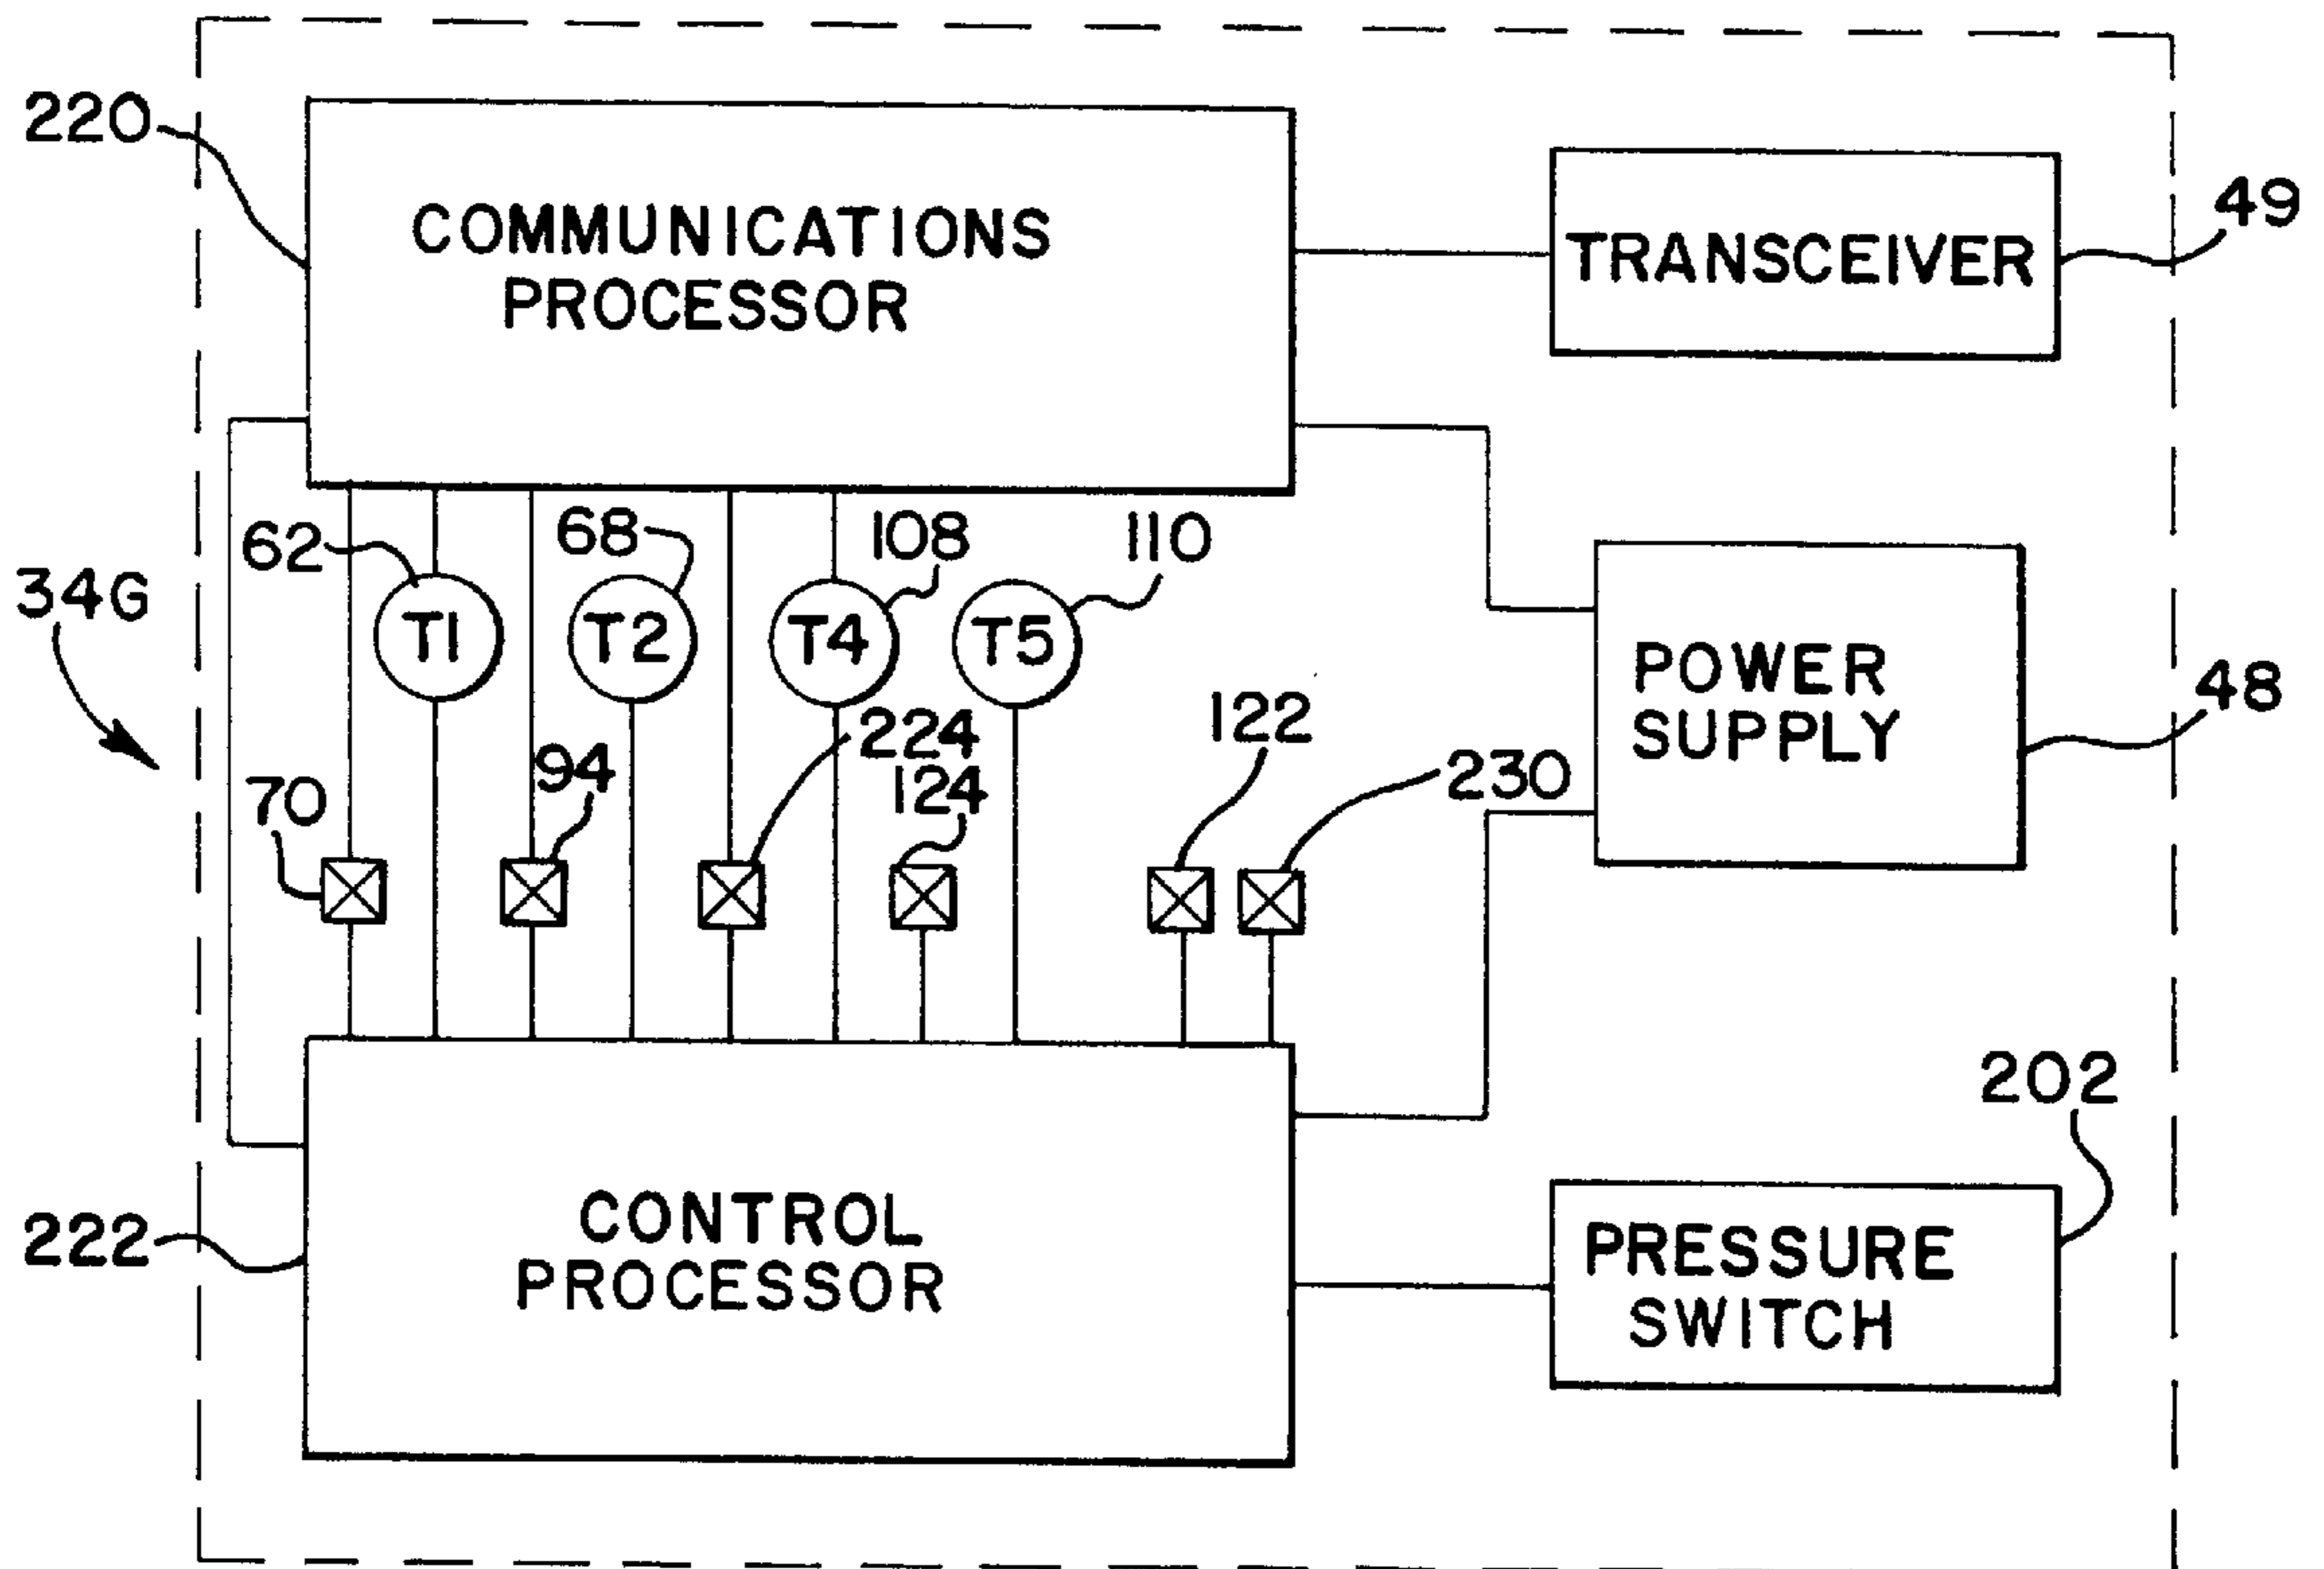 220
COMMUNICATIONS
PROCESSOR
TRANSCEIVER
49
62
68
108
110
34G
T1
T2
T4
T5
POWER
SUPPLY
48
70
94
224
124
122
230
202
222
CONTROL
PROCESSOR
PRESSURE
SWITCH